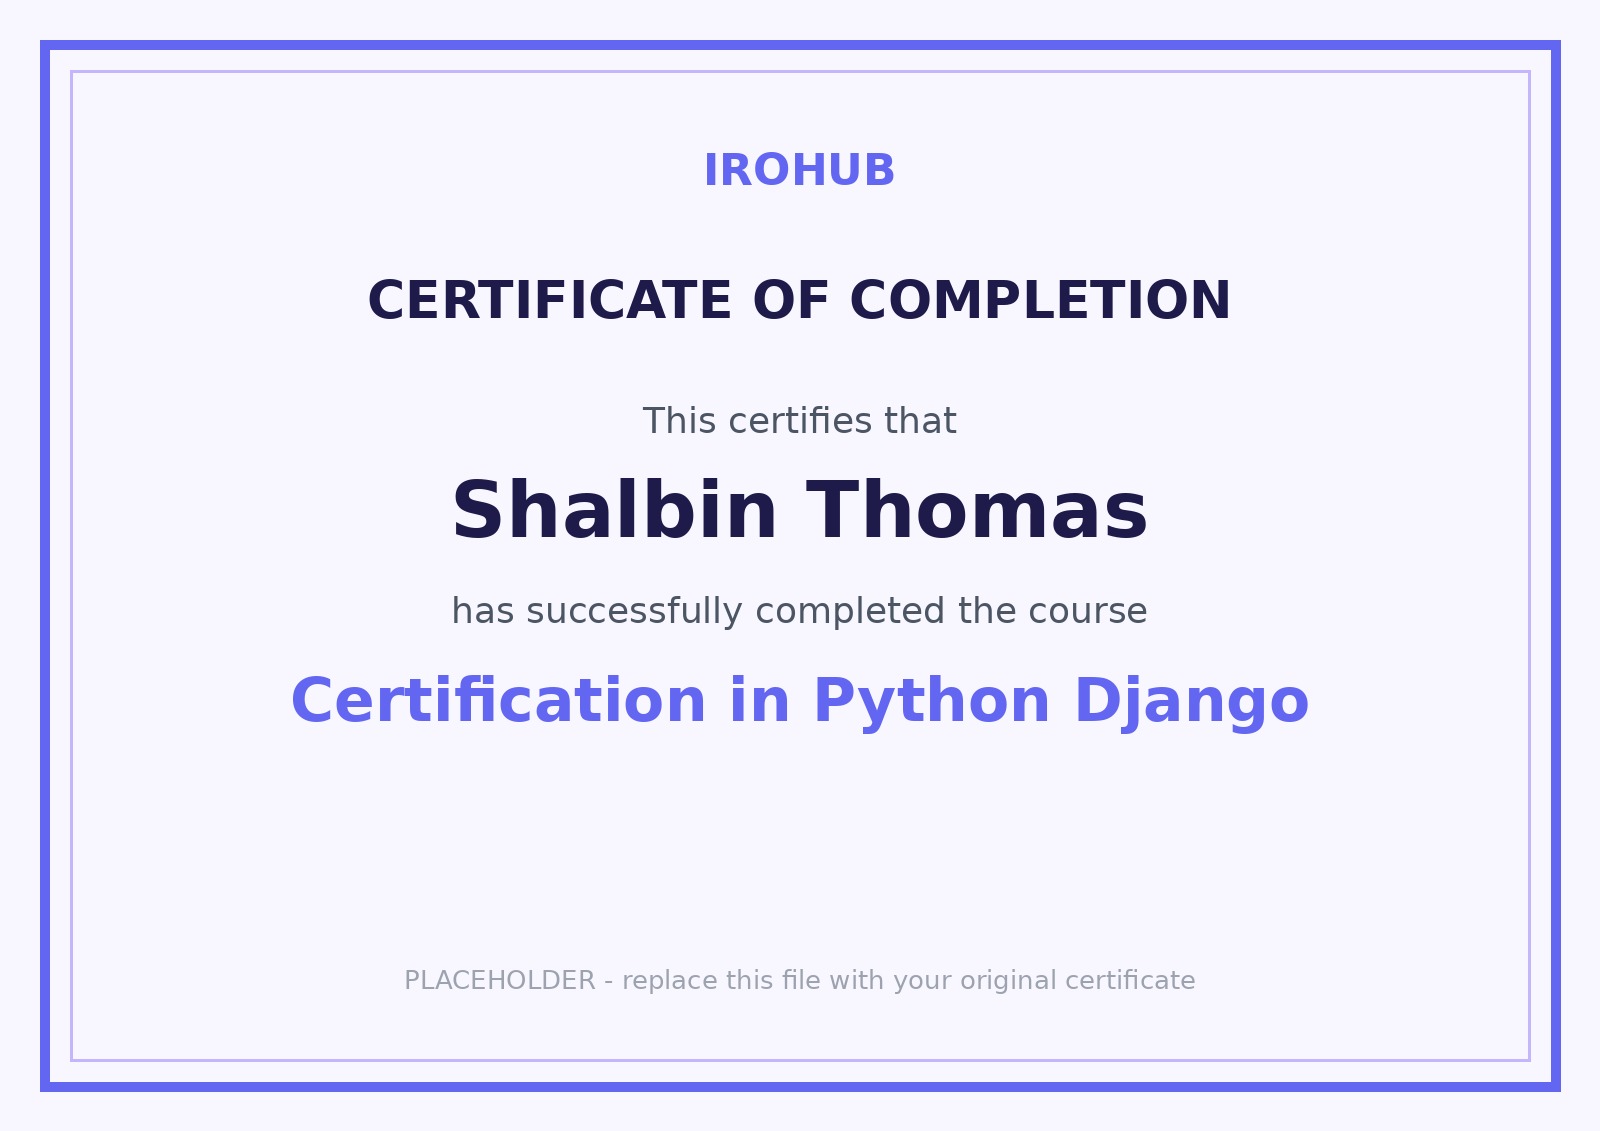 IROHUB
CERTIFICATE OF COMPLETION
This certifies that
Shalbin Thomas
has successfully completed the course
Certification in Python Django
PLACEHOLDER - replace this file with your original certificate